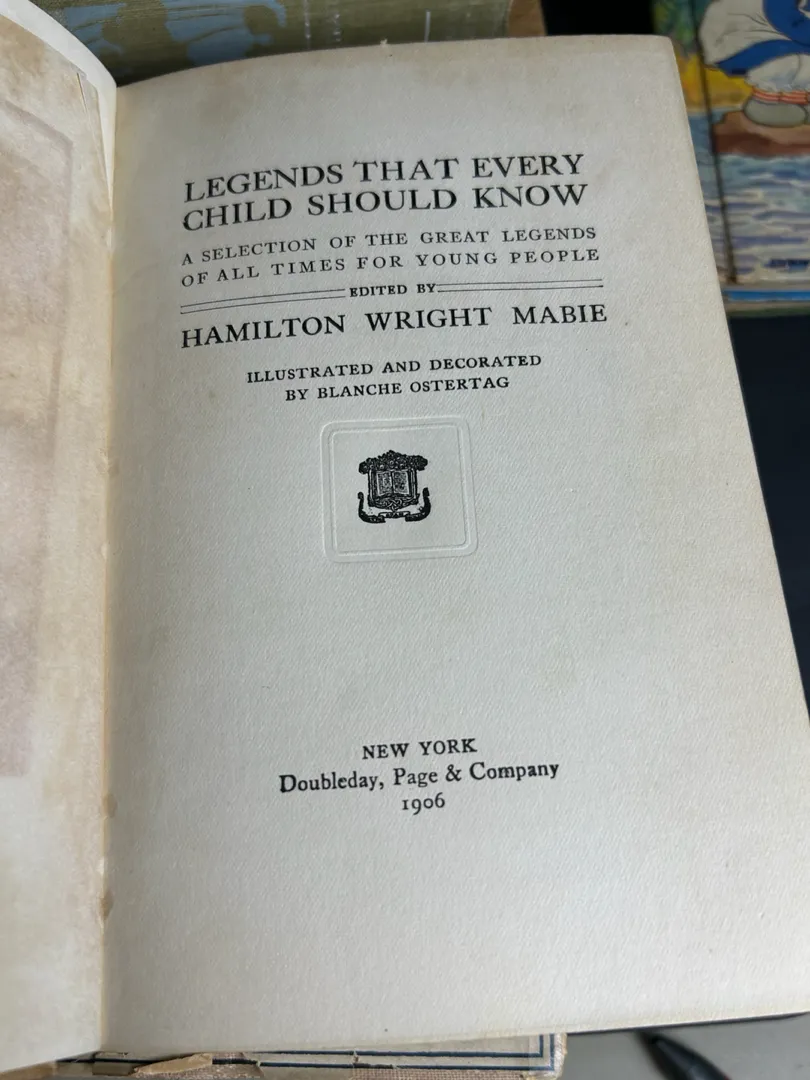 LEGENDS THAT EVERY
CHILD SHOULD KNOW
A SELECTION OF THE GREAT LEGENDS
OF ALL TIMES FOR YOUNG PEOPLE
EDITED BY
HAMILTON WRIGHT MABIE
ILLUSTRATED AND DECORATED
BY BLANCHE OSTERTAG
NEW YORK
Doubleday, Page & Company
1906